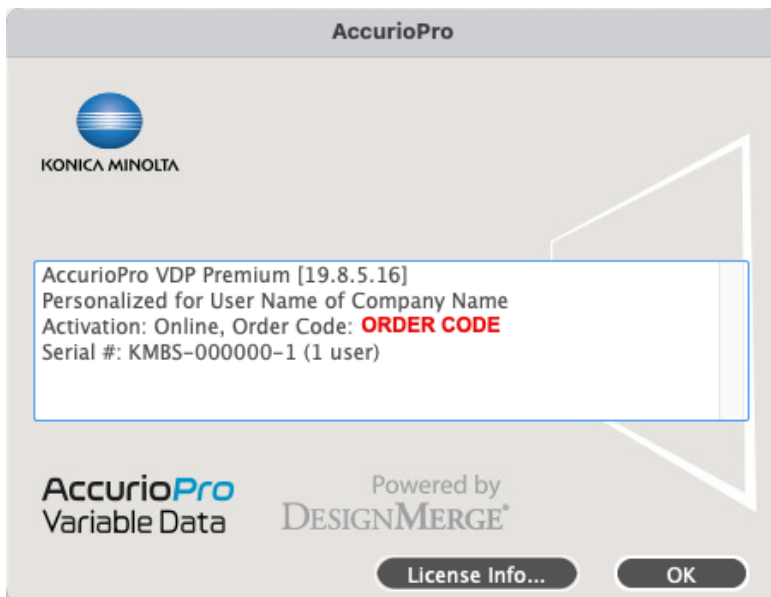 AccurioPro
KONICA MINOLTA
AccurioPro VDP Premium [19.8.5.16]
Personalized for User Name of Company Name
Activation: Online, Order Code: ORDER CODE
Serial #: KMBS-000000-1 (1 user)
AccurioPro
Variable Data
Powered by
DESIGNMERGE®
License Info...
OK